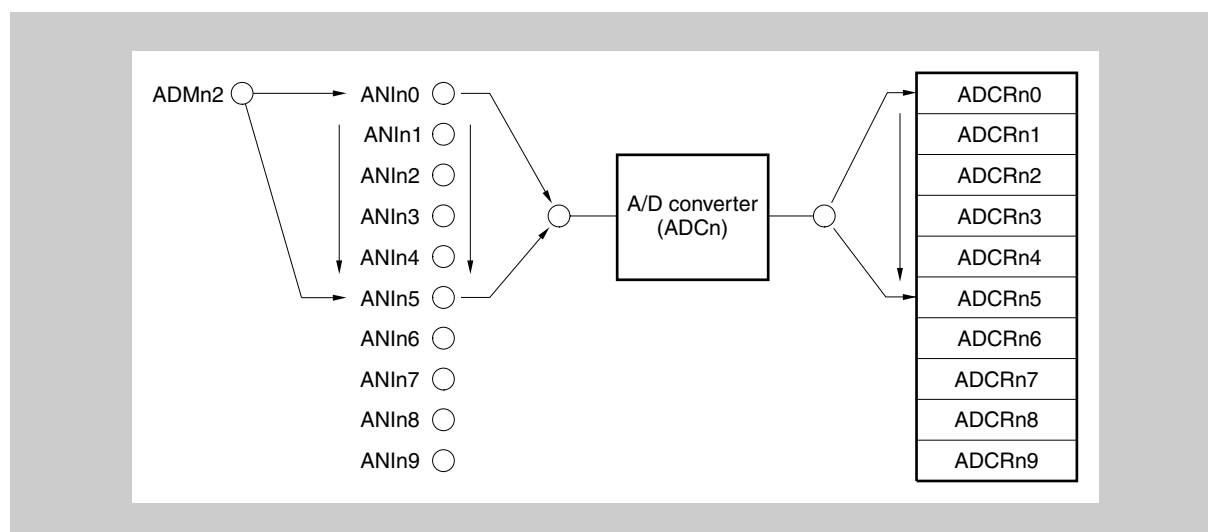 ADMn2
ANIn0
ANIn1
ANIn2
ANIn3
ANIn4
ANIn5
ANIn6
ANIn7
ANIn8
ANIn9
A/D converter
(ADCn)
ADCRn0
ADCRn1
ADCRn2
ADCRn3
ADCRn4
ADCRn5
ADCRn6
ADCRn7
ADCRn8
ADCRn9